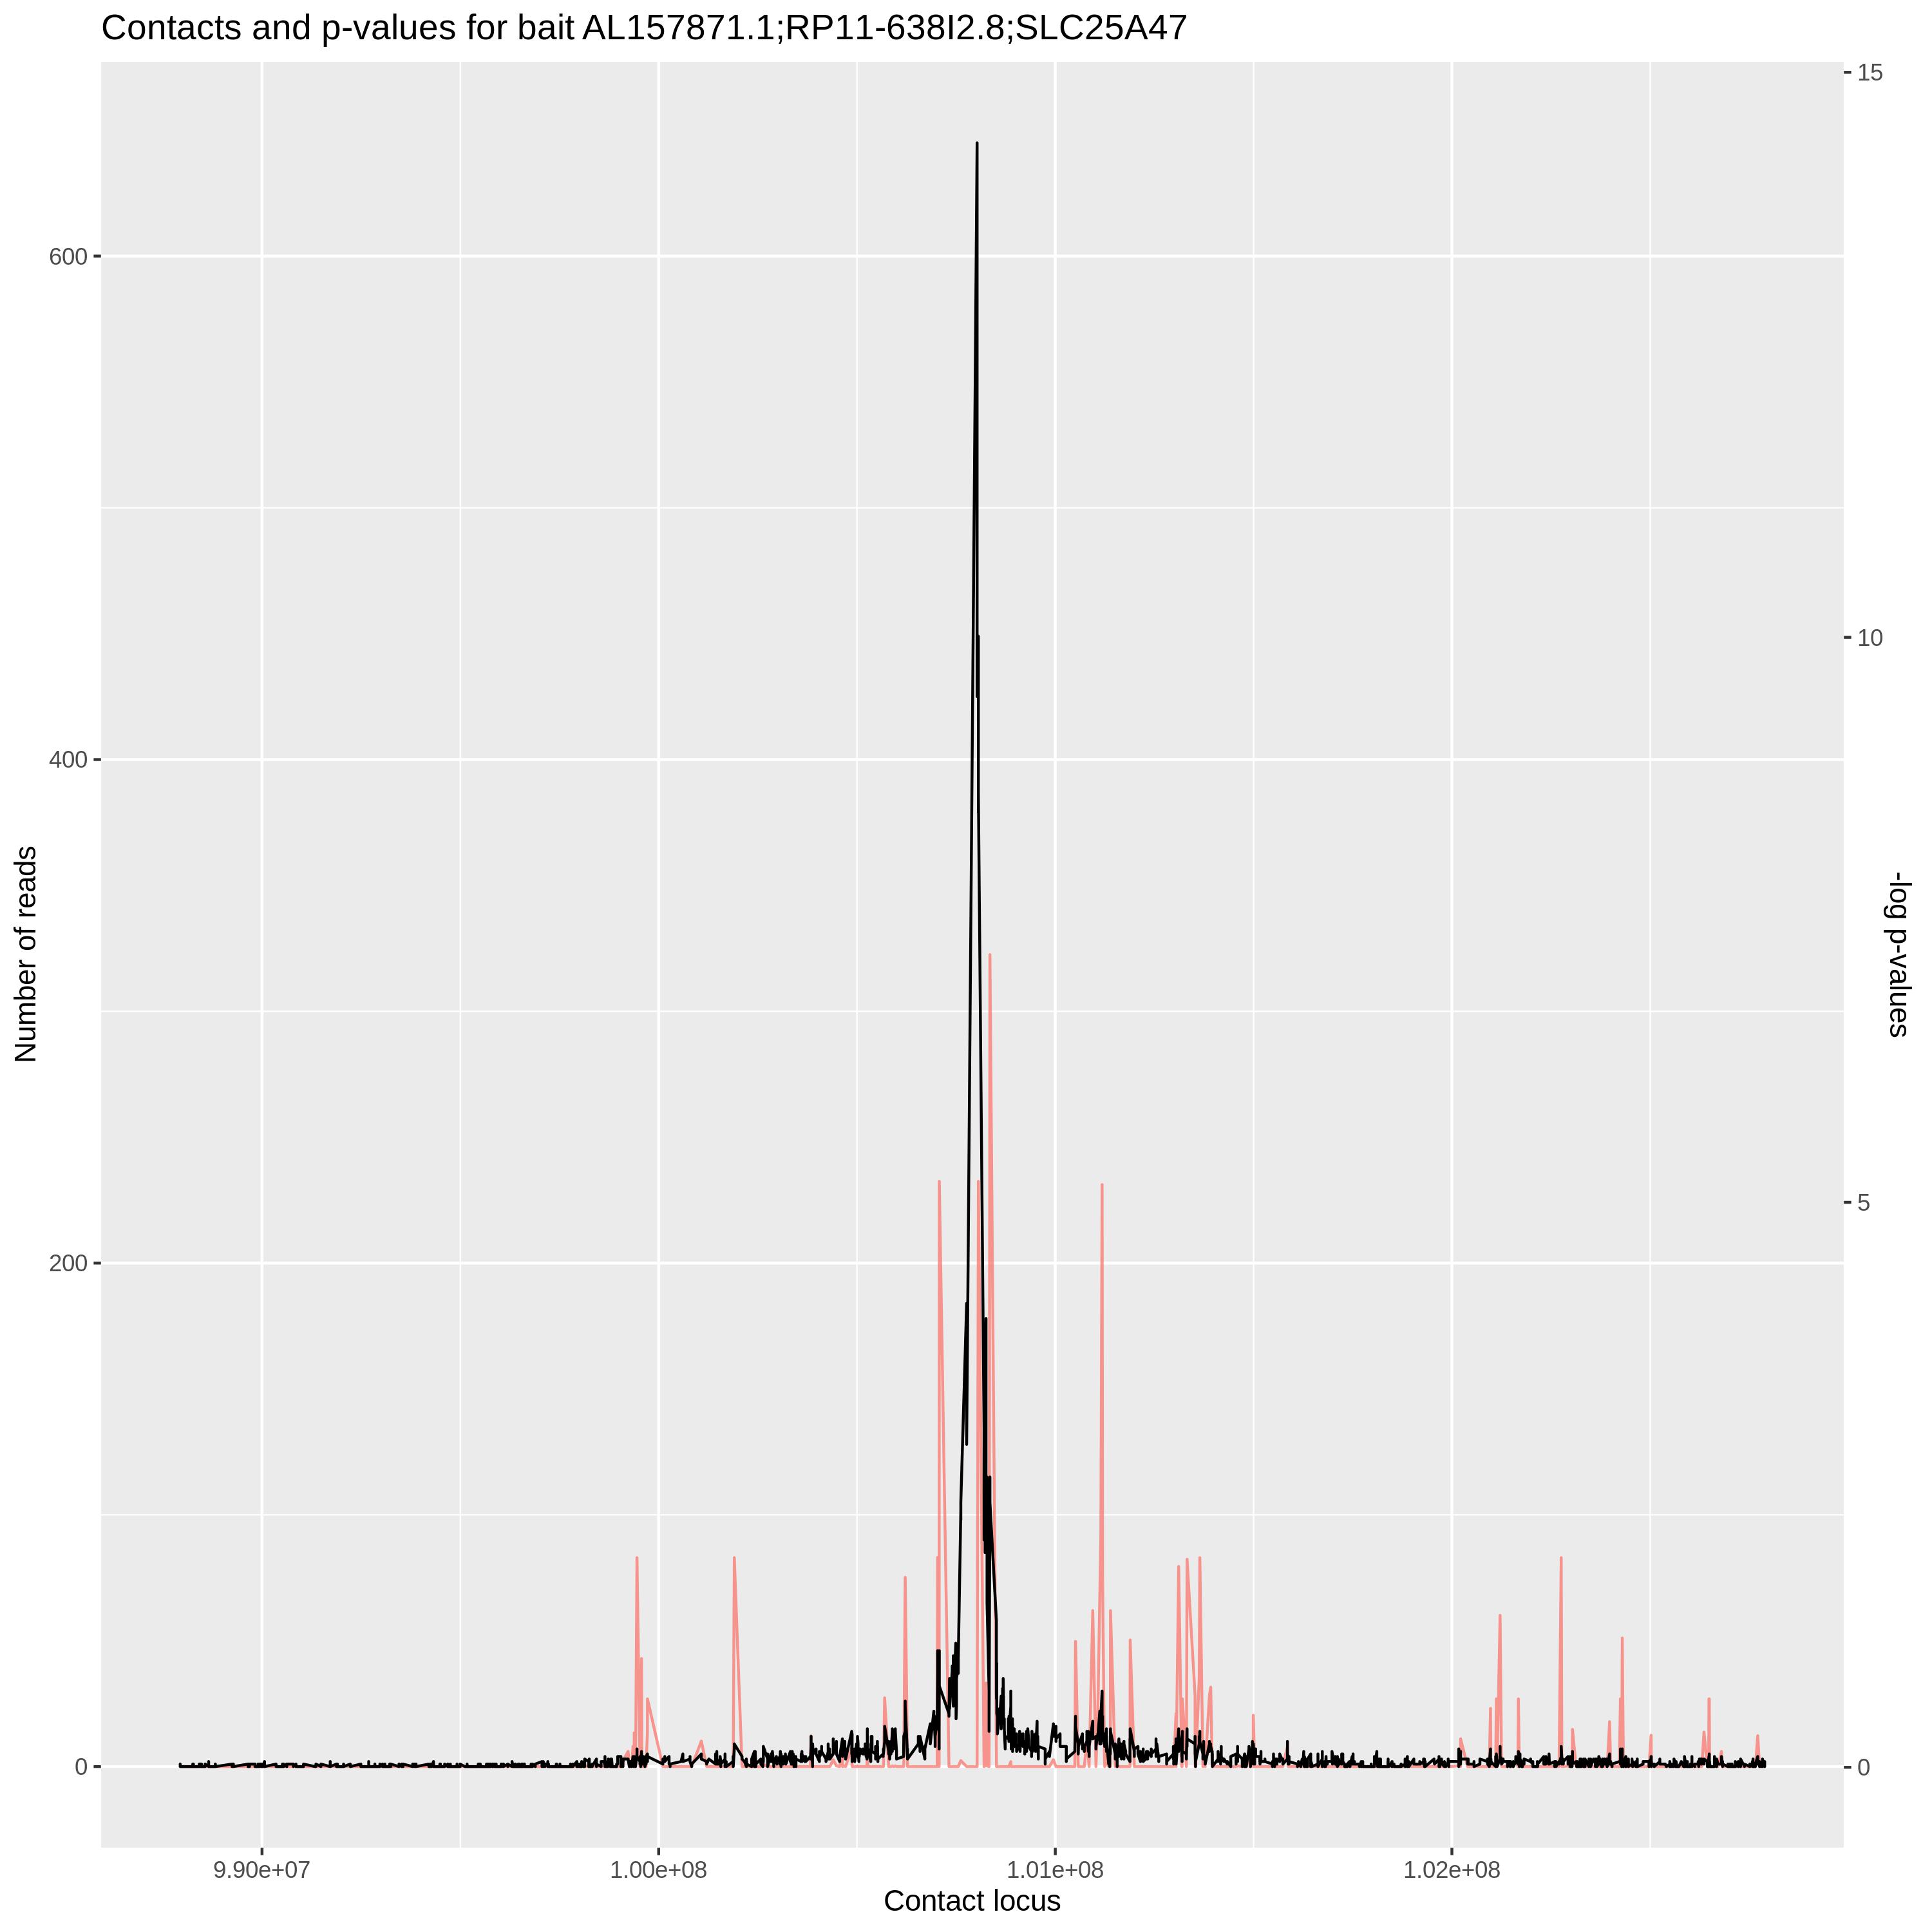 Contacts and p-values for bait AL157871.1;RP11-638I2.8;SLC25A47
15
600
10
400
Number of reads
-log p-values
5
200
0
0
9.90e+07
1.00e+08
1.01e+08
1.02e+08
Contact locus